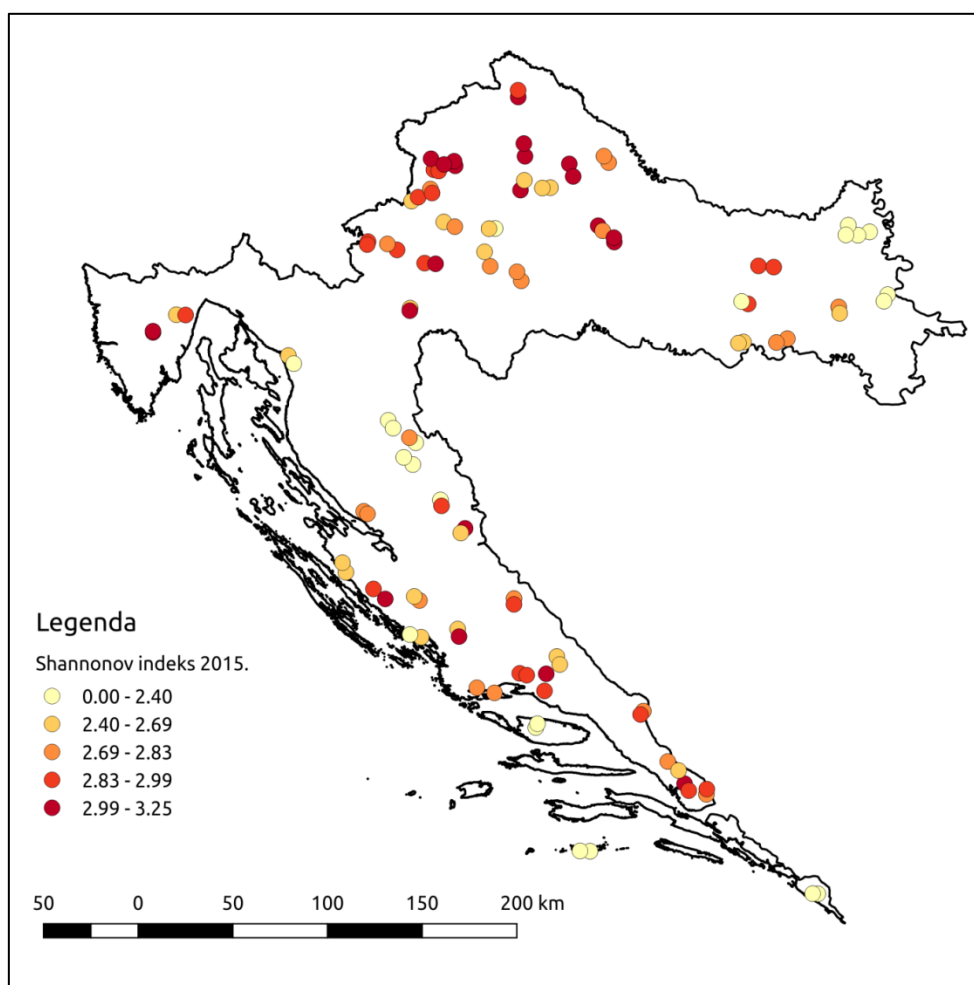 Legenda
Shannonov indeks 2015.
0.00 - 2.40
2.40 - 2.69
2.69 - 2.83
2.83 - 2.99
2.99 - 3.25
50 0 50 100 150 200 km